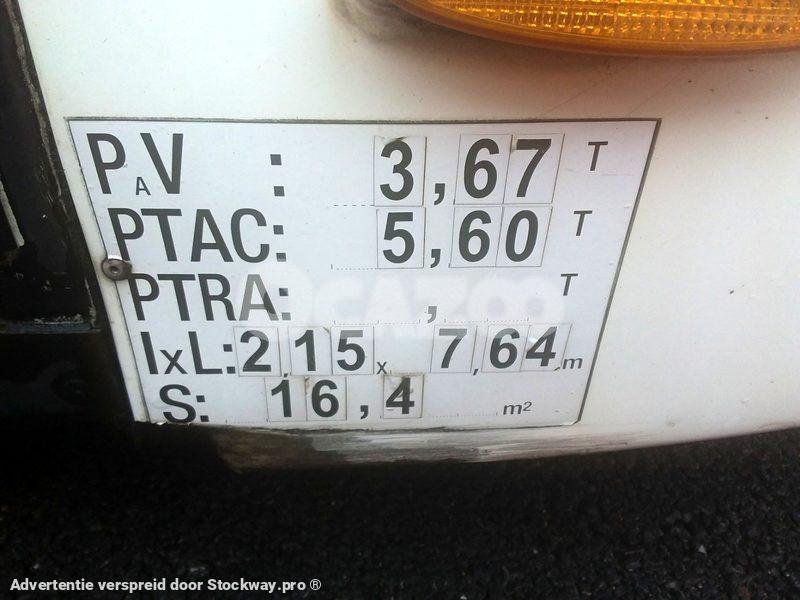 PAV : 3,67 T
PTAC: 5,60 T
PTRA: , T
IxL: 2,15 x 7,64 m
S: 16,4 m²
OCAZOO
Advertentie verspreid door Stockway.pro ®